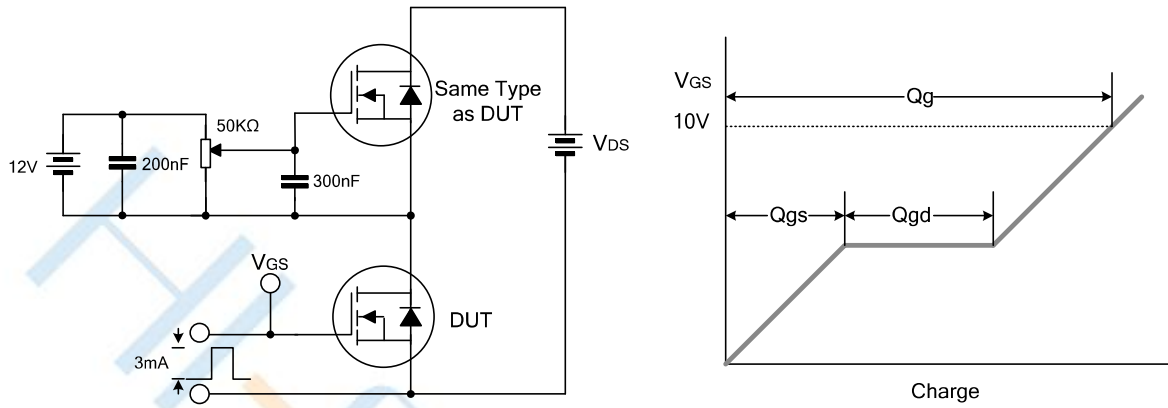 50KΩ
Same Type
as DUT
12V
200nF
300nF
VDS
VGS
DUT
3mA
VGS
10V
Qg
Qgs
Qgd
Charge